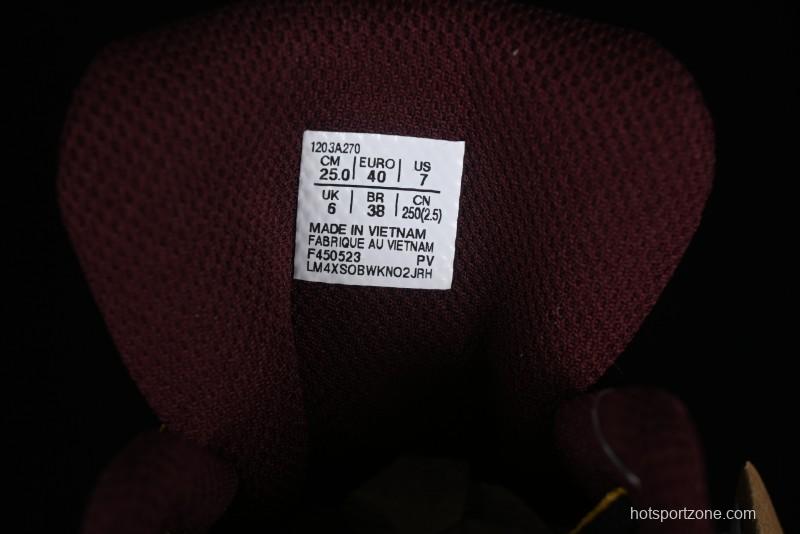 1203A270
CM | EURO | US
25.0 | 40 | 7
UK | BR | CN
6 | 38 | 250(2.5)
MADE IN VIETNAM
FABRIQUE AU VIETNAM
F450523 PV
LM4XSOBWKNO2JRH
hotsportzone.com